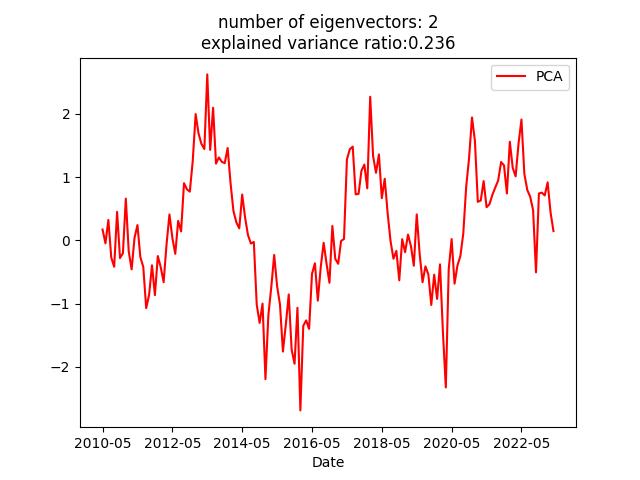 number of eigenvectors: 2
explained variance ratio:0.236
PCA
2
1
0
−1
−2
2010-05 2012-05 2014-05 2016-05 2018-05 2020-05 2022-05
Date